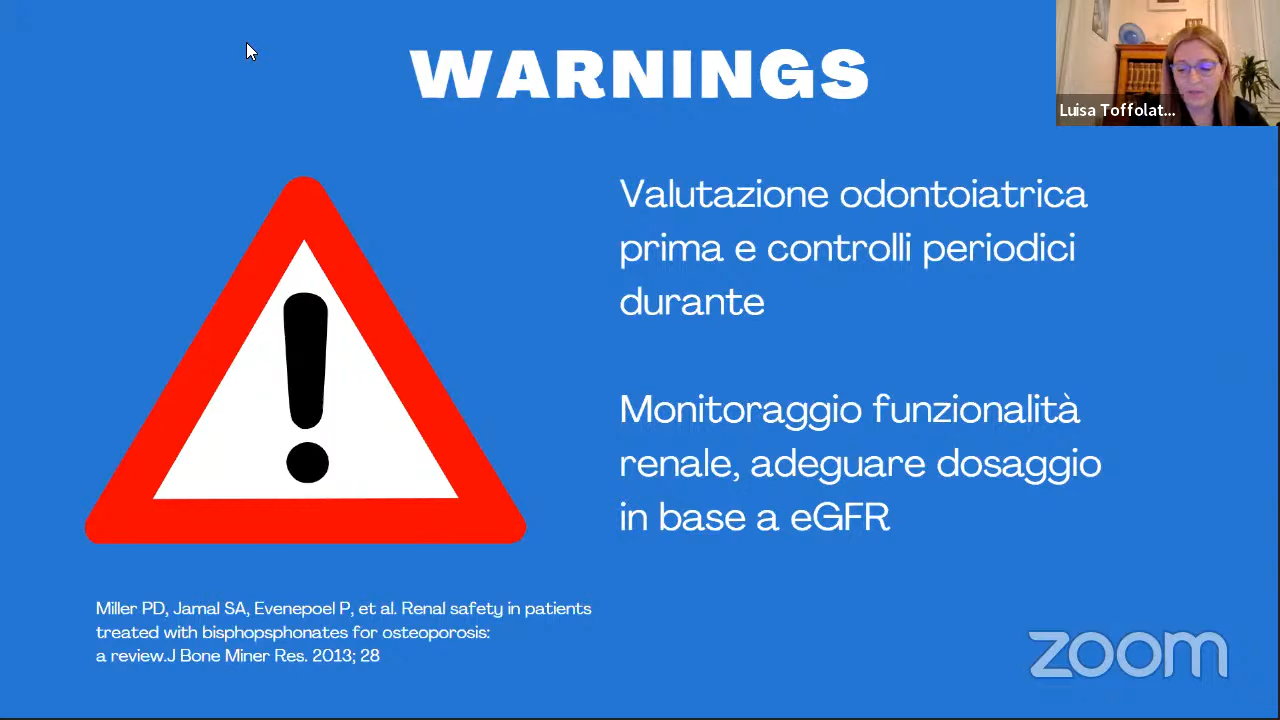 WARNINGS
Luisa Toffolat...
Valutazione odontoiatrica
prima e controlli periodici
durante
Monitoraggio funzionalità
renale, adeguare dosaggio
in base a eGFR
Miller PD, Jamal SA, Evenepoel P, et al. Renal safety in patients
treated with bisphopsphonates for osteoporosis:
a review.J Bone Miner Res. 2013; 28
zoom